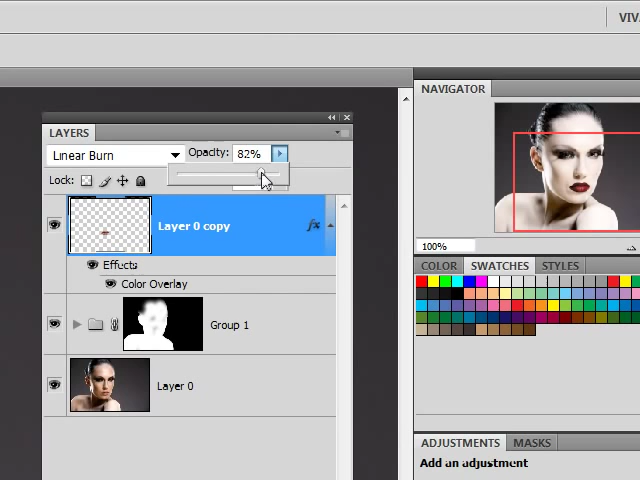 VIV
LAYERS
NAVIGATOR
Linear Burn
Opacity: 82%
Lock:
Layer 0 copy
fx
100%
COLOR SWATCHES STYLES
Effects
Color Overlay
Group 1
Layer 0
ADJUSTMENTS MASKS
Add an adjustment